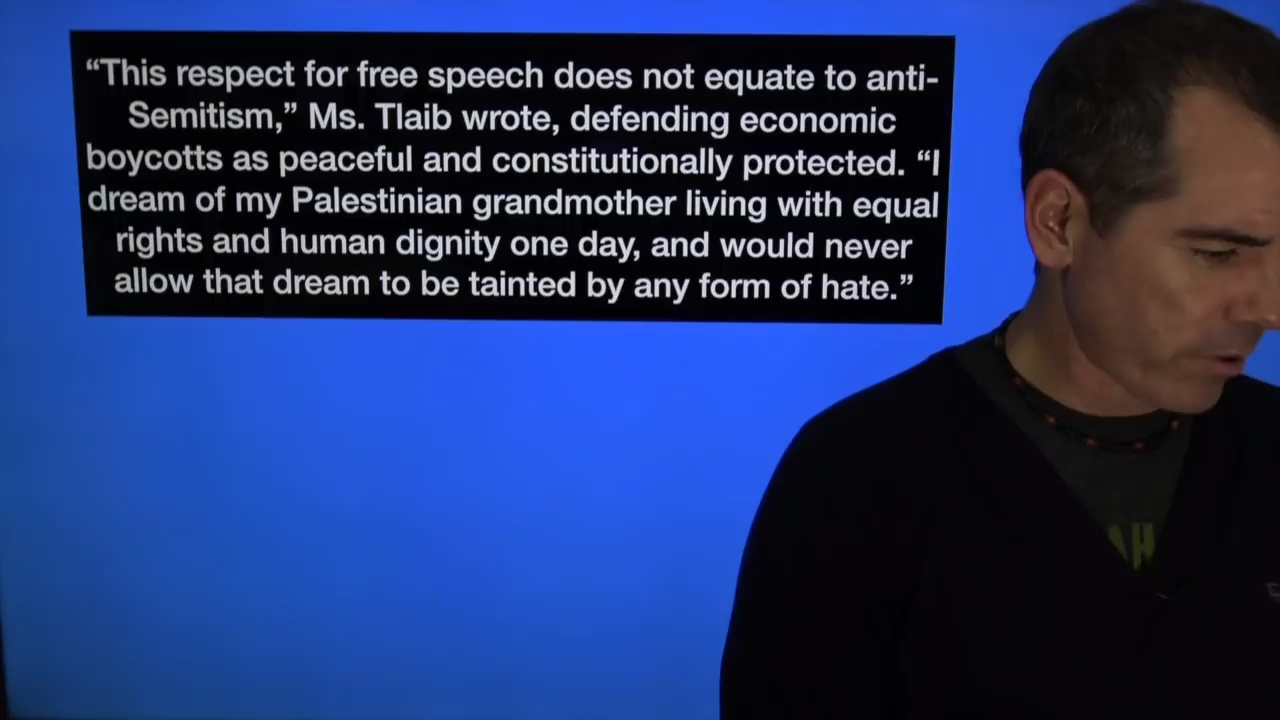 “This respect for free speech does not equate to anti-
Semitism,” Ms. Tlaib wrote, defending economic
boycotts as peaceful and constitutionally protected. “I
dream of my Palestinian grandmother living with equal
rights and human dignity one day, and would never
allow that dream to be tainted by any form of hate.”
AH